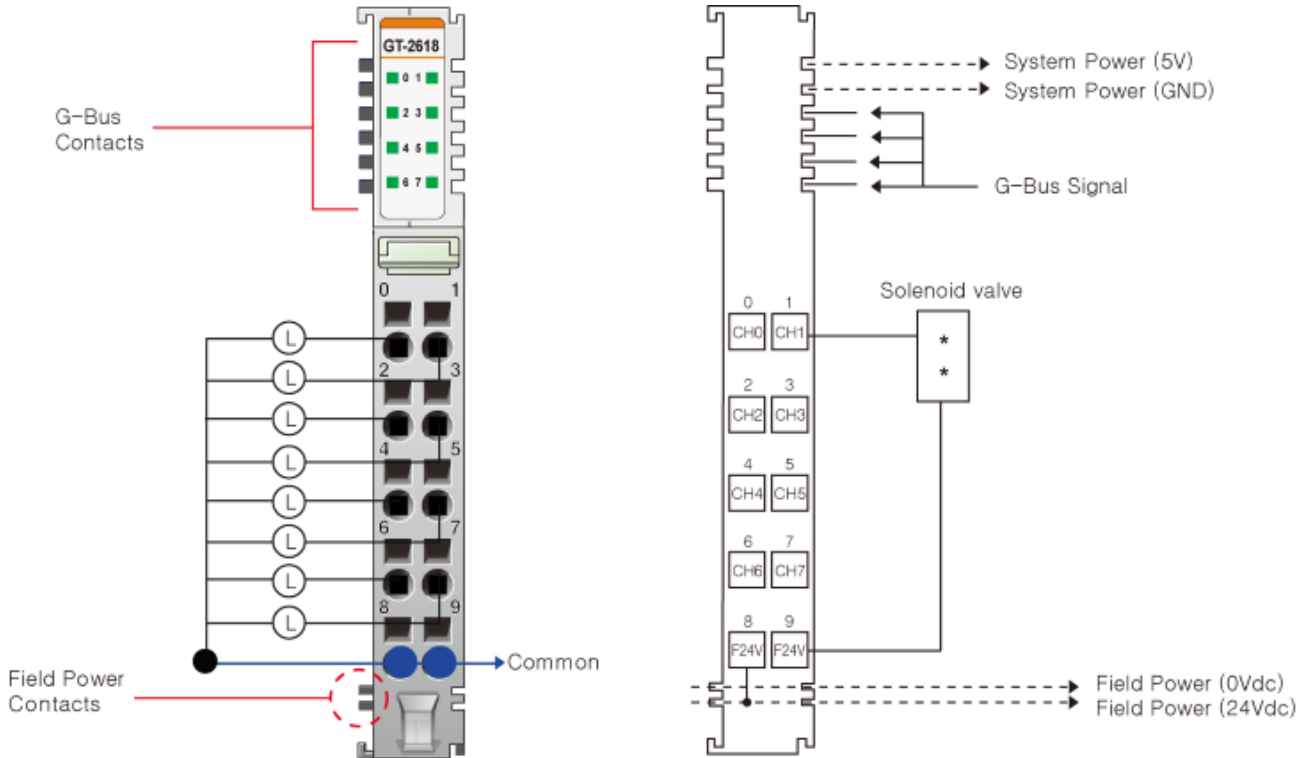 GT-2618
0 1
2 3
4 5
6 7
G-Bus
Contacts
0 1
2 3
4 5
6 7
8 9
L
L
L
L
L
L
L
L
Common
Field Power
Contacts
System Power (5V)
System Power (GND)
G-Bus Signal
Solenoid valve
*
*
0 1
CH0 CH1
2 3
CH2 CH3
4 5
CH4 CH5
6 7
CH6 CH7
8 9
F24V F24V
Field Power (0Vdc)
Field Power (24Vdc)